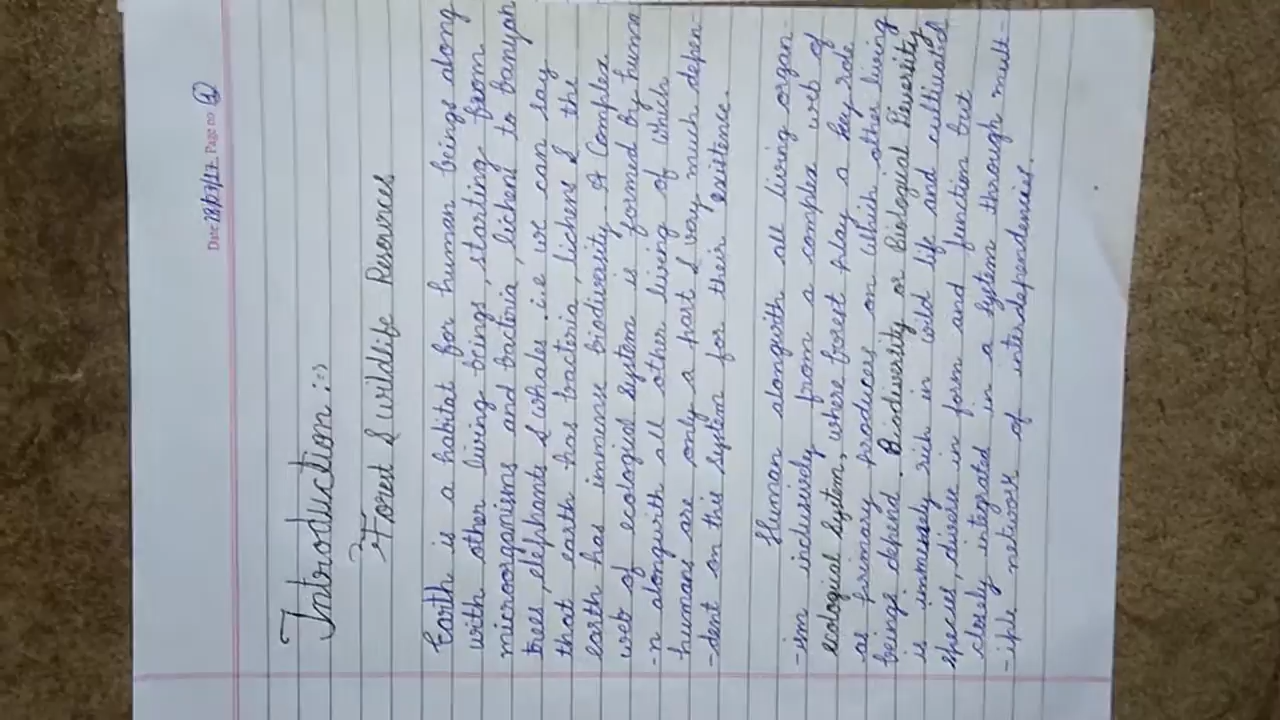 Date 28/07/17 Page no 1
Introduction :->
Forest & wildlife Resources
Earth is a habitat for human beings along
with other living beings, starting from
microorganisms and bacteria, lichens to banyan
trees, elephants & whales i.e we can say
that earth has bacteria, lichens & the
earth has immense biodiversity. A Complex
web of ecological system is formed by hum
-n alongwith all other living of which
humans are only a part & very much depen-
-dent on this system for their existence.
Human alongwith all living organ-
-ism indusively from a complex web of
ecological system, where forest play a key role
as primary producers on which other living
beings depend. Biodiversity or Biological Diversity
is immensely rich in wild life and cultivated
species, diverse in form and function but
closely integrated in a system through mult-
-iple network of interdependencies.